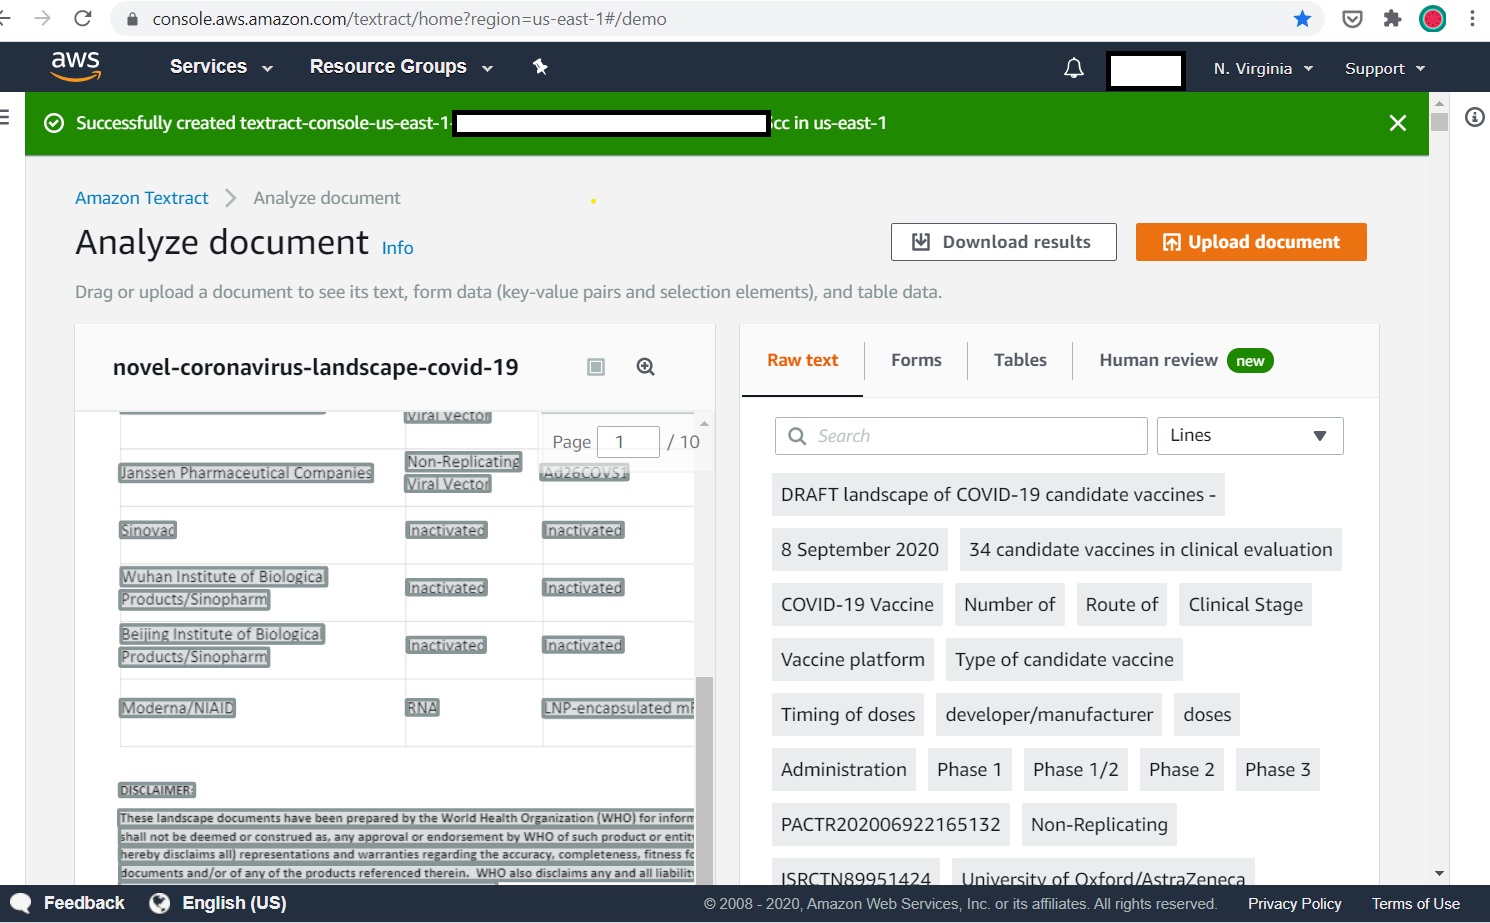 console.aws.amazon.com/textract/home?region=us-east-1#/demo
aws Services Resource Groups N. Virginia Support
Successfully created textract-console-us-east-1- cc in us-east-1
Amazon Textract > Analyze document
Analyze document Info
Download results Upload document
Drag or upload a document to see its text, form data (key-value pairs and selection elements), and table data.
novel-coronavirus-landscape-covid-19
Page 1 / 10
Viral Vector
Janssen Pharmaceutical Companies Non-Replicating Viral Vector Ad26COVS1
Sinovac Inactivated Inactivated
Wuhan Institute of Biological Products/Sinopharm Inactivated Inactivated
Beijing Institute of Biological Products/Sinopharm Inactivated Inactivated
Moderna/NIAID RNA LNP-encapsulated
DISCLAIMER:
These landscape documents have been prepared by the World Health Organization (WHO) for inform
shall not be deemed or construed as, any approval or endorsement by WHO of such product or entit
hereby disclaims all) representations and warranties regarding the accuracy, completeness, fitness fo
documents and/or of any of the products referenced therein. WHO also disclaims any and all liability
Raw text Forms Tables Human review new
Search Lines
DRAFT landscape of COVID-19 candidate vaccines -
8 September 2020 34 candidate vaccines in clinical evaluation
COVID-19 Vaccine Number of Route of Clinical Stage
Vaccine platform Type of candidate vaccine
Timing of doses developer/manufacturer doses
Administration Phase 1 Phase 1/2 Phase 2 Phase 3
PACTR202006922165132 Non-Replicating
ISRCTN89951424 University of Oxford/AstraZeneca
Feedback English (US) © 2008 - 2020, Amazon Web Services, Inc. or its affiliates. All rights reserved. Privacy Policy Terms of Use